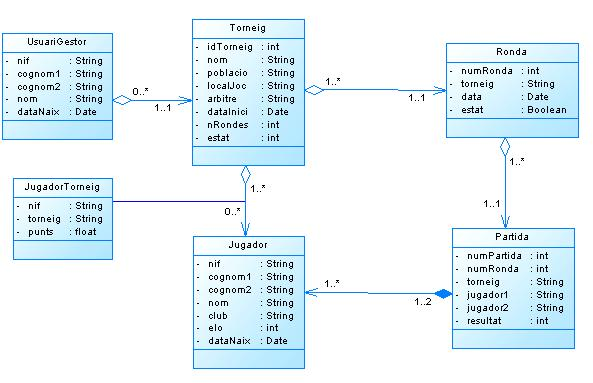 UsuariGestor
- nif : String
- cognom1 : String
- cognom2 : String
- nom : String
- dataNaix : Date
0..*
1..1
Torneig
- idTorneig : int
- nom : String
- poblacio : String
- localJoc : String
- arbitre : String
- dataInici : Date
- nRondes : int
- estat : int
1..*
1..1
Ronda
- numRonda : int
- torneig : String
- data : Date
- estat : Boolean
1..*
1..1
JugadorTorneig
- nif : String
- torneig : String
- punts : float
1..*
0..*
Jugador
- nif : String
- cognom1 : String
- cognom2 : String
- nom : String
- club : String
- elo : int
- dataNaix : Date
1..*
1..2
Partida
- numPartida : int
- numRonda : int
- torneig : String
- jugador1 : String
- jugador2 : String
- resultat : int